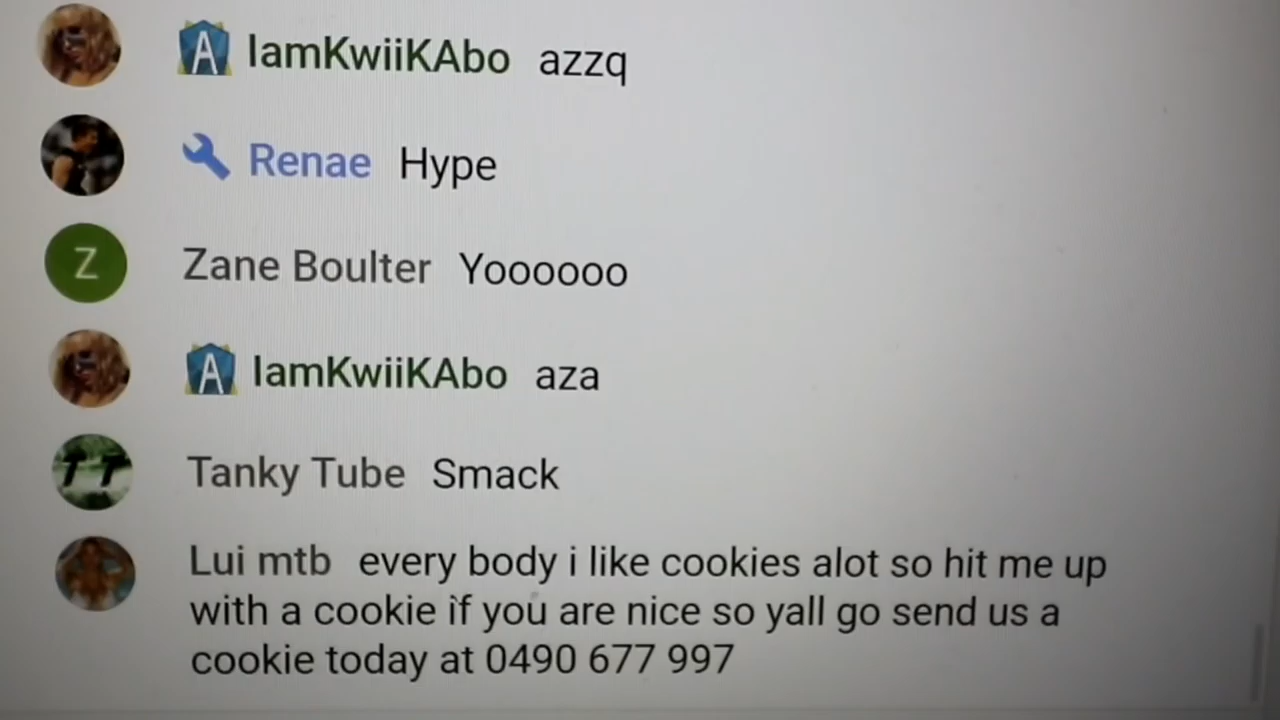 A IamKwiiKAbo azzq
Renae Hype
Z Zane Boulter Yoooooo
A IamKwiiKAbo aza
TT Tanky Tube Smack
Lui mtb every body i like cookies alot so hit me up
with a cookie if you are nice so yall go send us a
cookie today at 0490 677 997